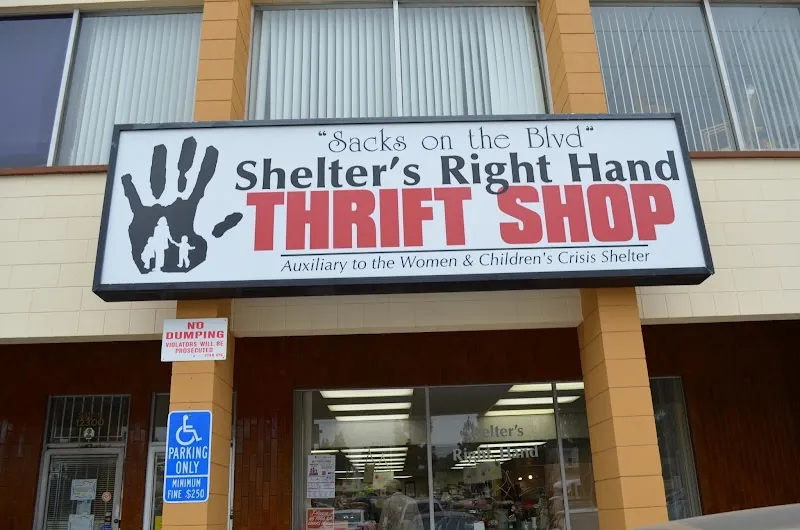 "Sacks on the Blvd"
Shelter's Right Hand
THRIFT SHOP
Auxiliary to the Women & Children's Crisis Shelter
NO
DUMPING
VIOLATORS WILL BE
PROSECUTED
PARKING
ONLY
MINIMUM
FINE $250
12300
Shelter's
Right Hand